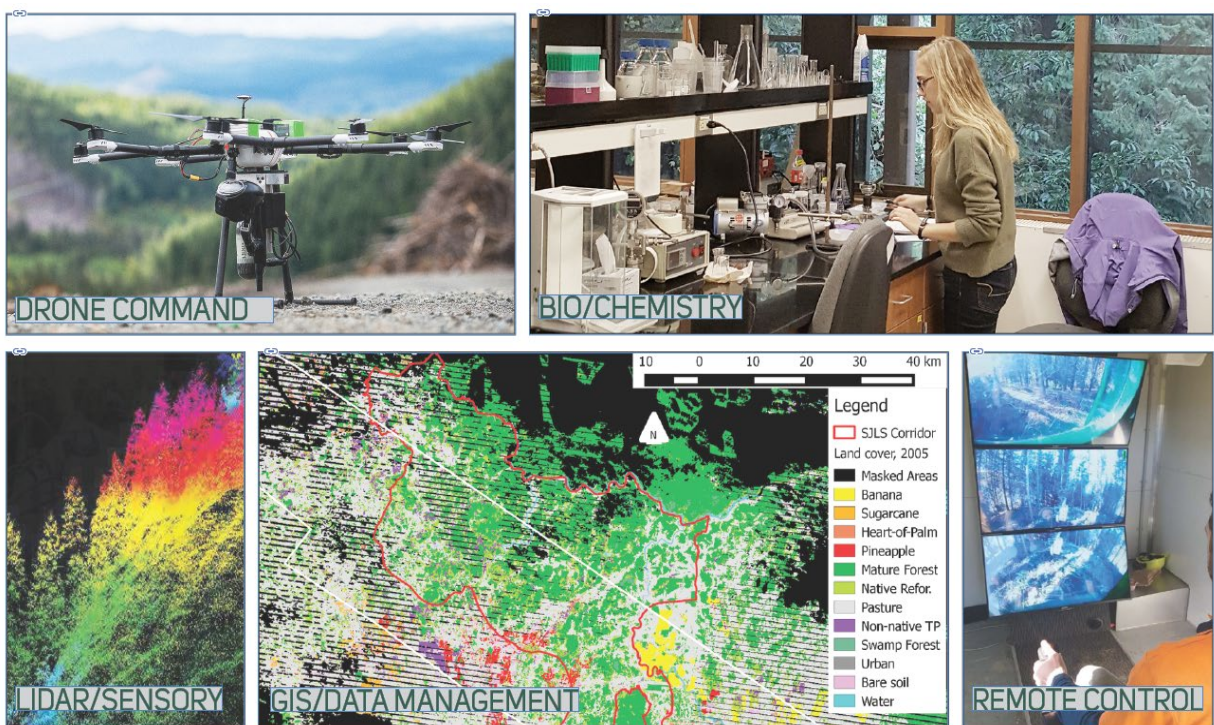 DRONE COMMAND
BIO/CHEMISTRY
LIDAR/SENSORY
10 0 10 20 30 40 km
N
Legend
SJLS Corridor
Land cover, 2005
Masked Areas
Banana
Sugarcane
Heart-of-Palm
Pineapple
Mature Forest
Native Refor.
Pasture
Non-native TP
Swamp Forest
Urban
Bare soil
Water
GIS/DATA MANAGEMENT
REMOTE CONTROL